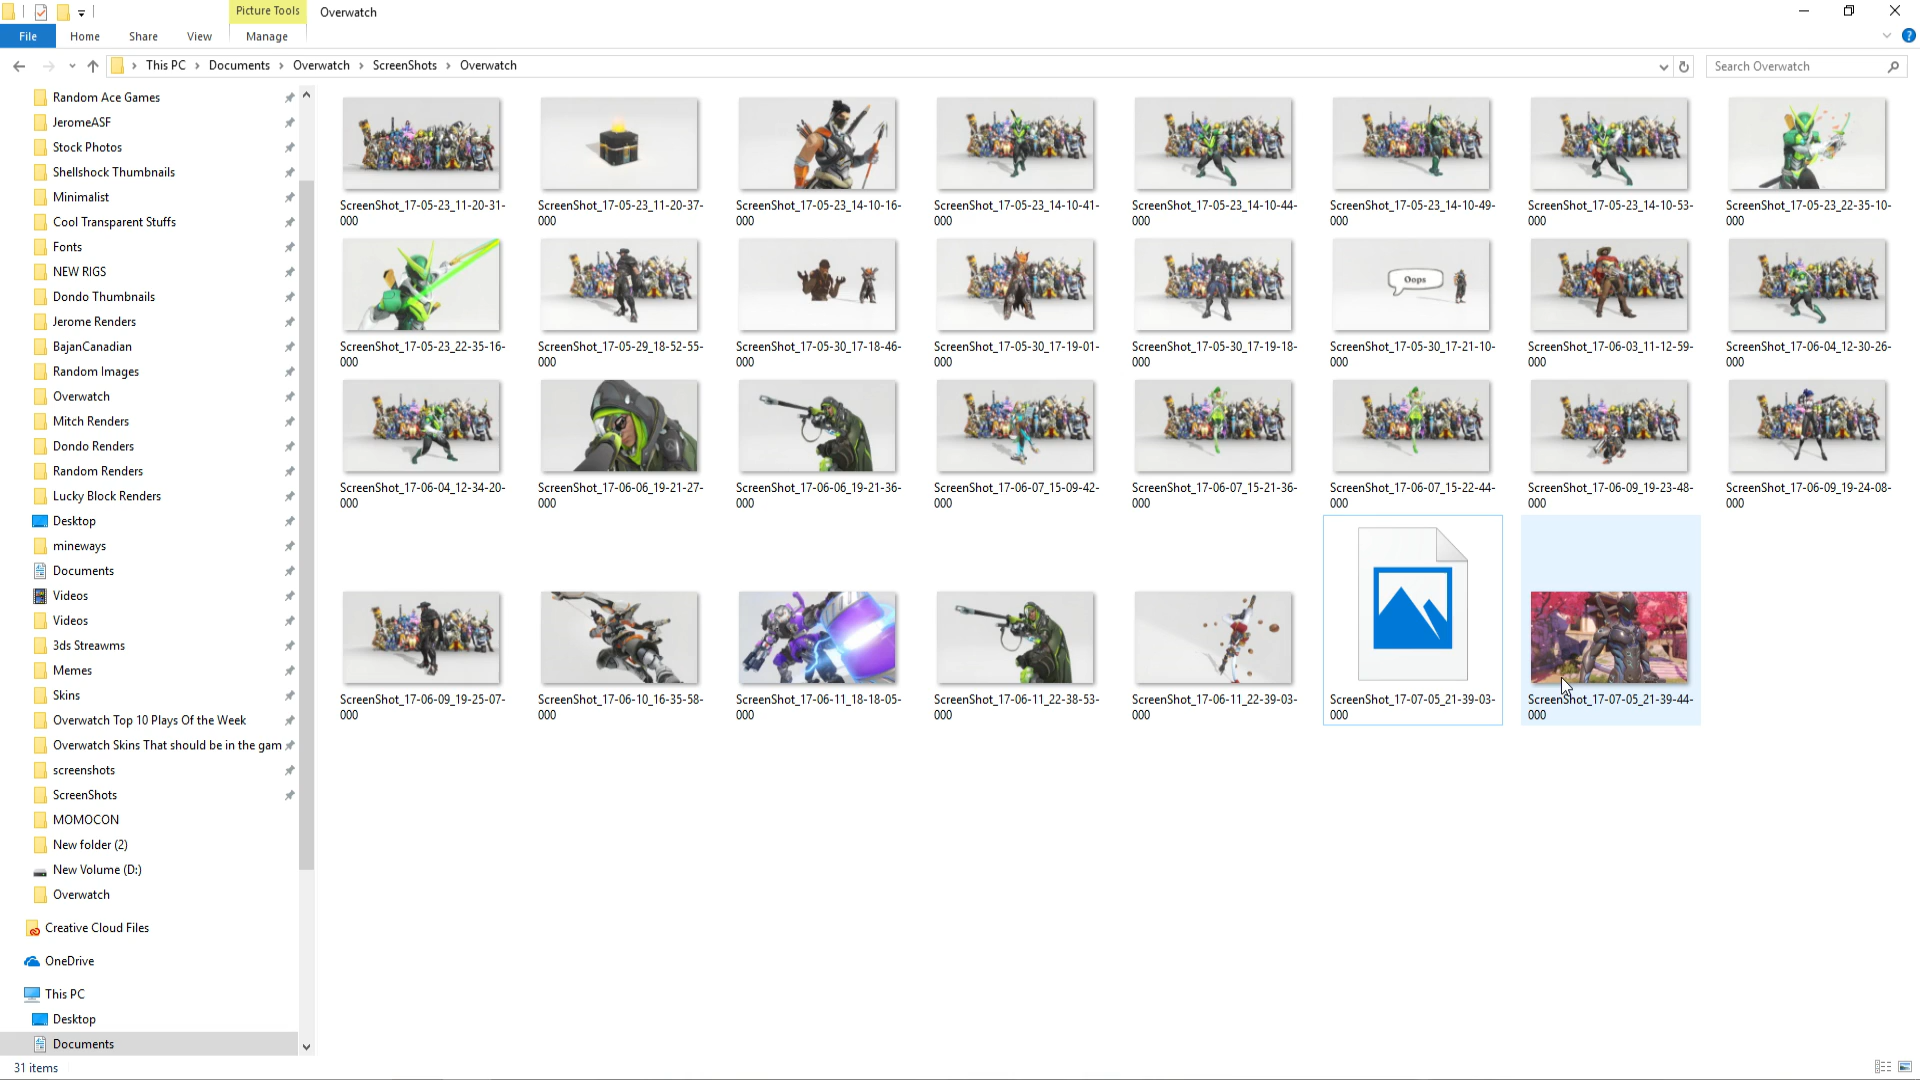 Picture Tools
Overwatch
File
Home
Share
View
Manage
This PC
Documents
Overwatch
ScreenShots
Overwatch
Search Overwatch
Random Ace Games
JeromeASF
Stock Photos
Shellshock Thumbnails
Minimalist
Cool Transparent Stuffs
Fonts
NEW RIGS
Dondo Thumbnails
Jerome Renders
BajanCanadian
Random Images
Overwatch
Mitch Renders
Dondo Renders
Random Renders
Lucky Block Renders
Desktop
mineways
Documents
Videos
Videos
3ds Streawms
Memes
Skins
Overwatch Top 10 Plays Of the Week
Overwatch Skins That should be in the gam
screenshots
ScreenShots
MOMOCON
New folder (2)
New Volume (D:)
Overwatch
Creative Cloud Files
OneDrive
This PC
Desktop
Documents
ScreenShot_17-05-23_11-20-31-
000
ScreenShot_17-05-23_11-20-37-
000
ScreenShot_17-05-23_14-10-16-
000
ScreenShot_17-05-23_14-10-41-
000
ScreenShot_17-05-23_14-10-44-
000
ScreenShot_17-05-23_14-10-49-
000
ScreenShot_17-05-23_14-10-53-
000
ScreenShot_17-05-23_22-35-10-
000
Oops
ScreenShot_17-05-23_22-35-16-
000
ScreenShot_17-05-29_18-52-55-
000
ScreenShot_17-05-30_17-18-46-
000
ScreenShot_17-05-30_17-19-01-
000
ScreenShot_17-05-30_17-19-18-
000
ScreenShot_17-05-30_17-21-10-
000
ScreenShot_17-06-03_11-12-59-
000
ScreenShot_17-06-04_12-30-26-
000
ScreenShot_17-06-04_12-34-20-
000
ScreenShot_17-06-06_19-21-27-
000
ScreenShot_17-06-06_19-21-36-
000
ScreenShot_17-06-07_15-09-42-
000
ScreenShot_17-06-07_15-21-36-
000
ScreenShot_17-06-07_15-22-44-
000
ScreenShot_17-06-09_19-23-48-
000
ScreenShot_17-06-09_19-24-08-
000
ScreenShot_17-06-09_19-25-07-
000
ScreenShot_17-06-10_16-35-58-
000
ScreenShot_17-06-11_18-18-05-
000
ScreenShot_17-06-11_22-38-53-
000
ScreenShot_17-06-11_22-39-03-
000
ScreenShot_17-07-05_21-39-03-
000
ScreenShot_17-07-05_21-39-44-
000
31 items